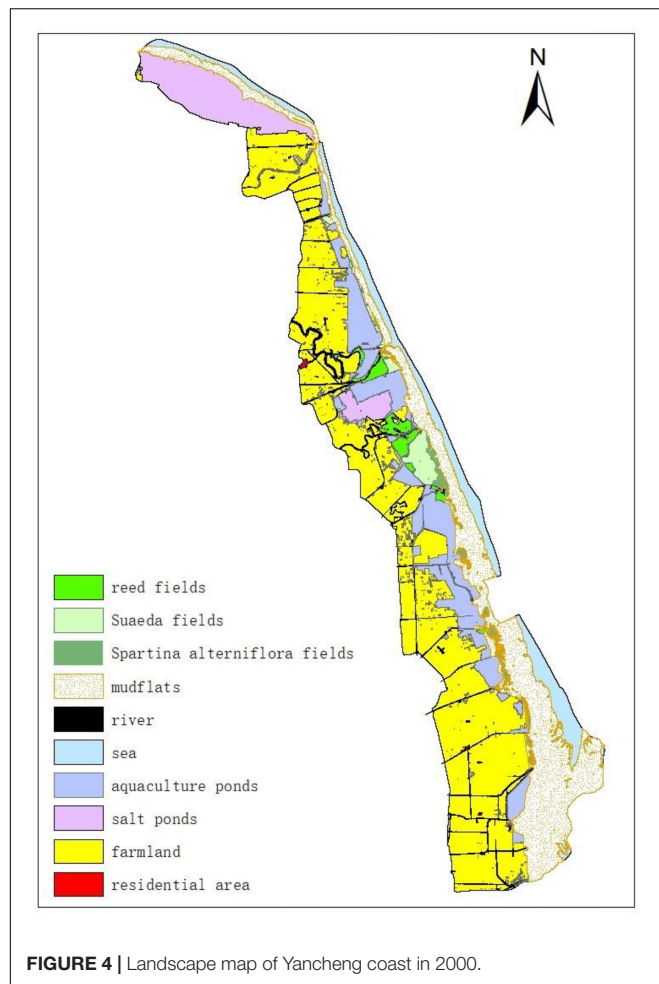 N
reed fields
Suaeda fields
Spartina alterniflora fields
mudflats
river
sea
aquaculture ponds
salt ponds
farmland
residential area
FIGURE 4 | Landscape map of Yancheng coast in 2000.